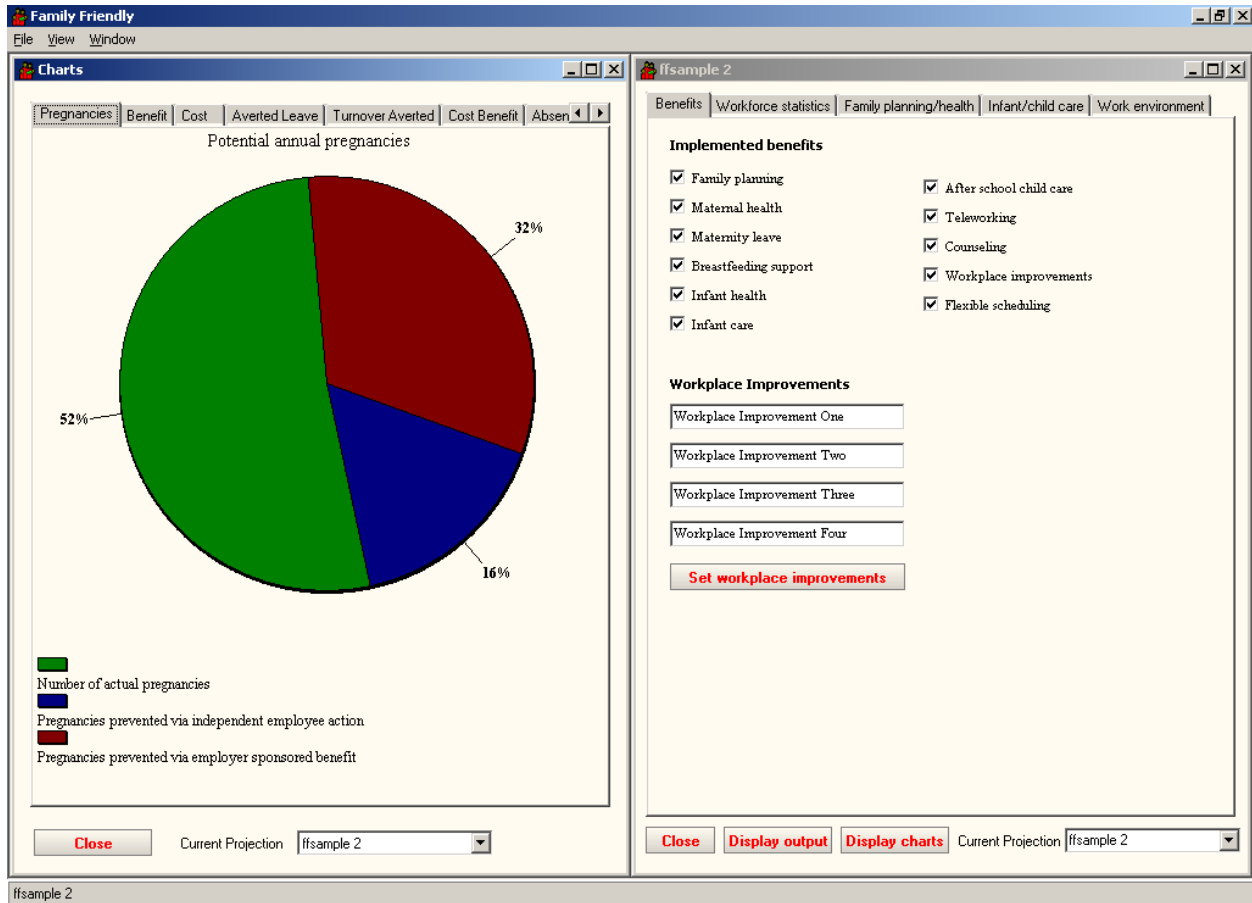 Family Friendly
File View Window
Charts
Pregnancies Benefit Cost Averted Leave Turnover Averted Cost Benefit Absen
Potential annual pregnancies
32%
52%
16%
Number of actual pregnancies
Pregnancies prevented via independent employee action
Pregnancies prevented via employer sponsored benefit
Close Current Projection ffsample 2
ffsample 2
Benefits Workforce statistics Family planning/health Infant/child care Work environment
Implemented benefits
Family planning
Maternal health
Maternity leave
Breastfeeding support
Infant health
Infant care
After school child care
Teleworking
Counseling
Workplace improvements
Flexible scheduling
Workplace Improvements
Workplace Improvement One
Workplace Improvement Two
Workplace Improvement Three
Workplace Improvement Four
Set workplace improvements
Close Display output Display charts Current Projection ffsample 2
ffsample 2